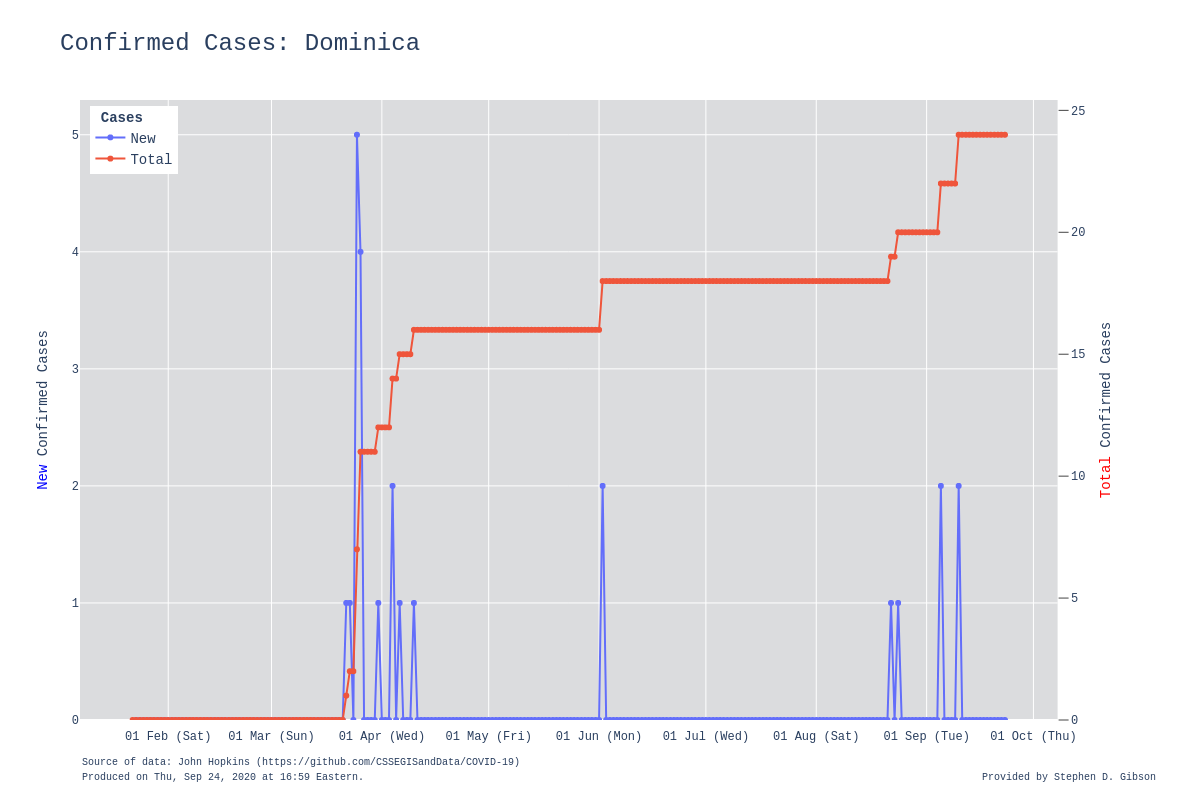 Confirmed Cases: Dominica
Cases
New
Total
5
4
3
2
1
0
25
20
15
10
5
0
New Confirmed Cases
Total Confirmed Cases
01 Feb (Sat) 01 Mar (Sun) 01 Apr (Wed) 01 May (Fri) 01 Jun (Mon) 01 Jul (Wed) 01 Aug (Sat) 01 Sep (Tue) 01 Oct (Thu)
Source of data: John Hopkins (https://github.com/CSSEGISandData/COVID-19)
Produced on Thu, Sep 24, 2020 at 16:59 Eastern.
Provided by Stephen D. Gibson